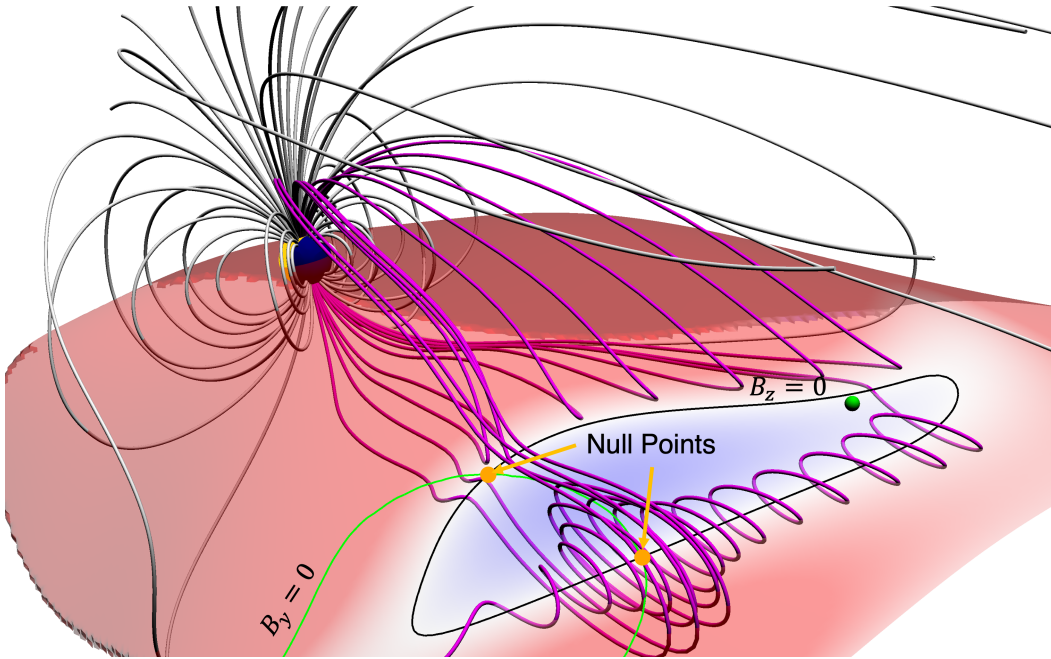 B_z = 0
Null Points
B_y = 0